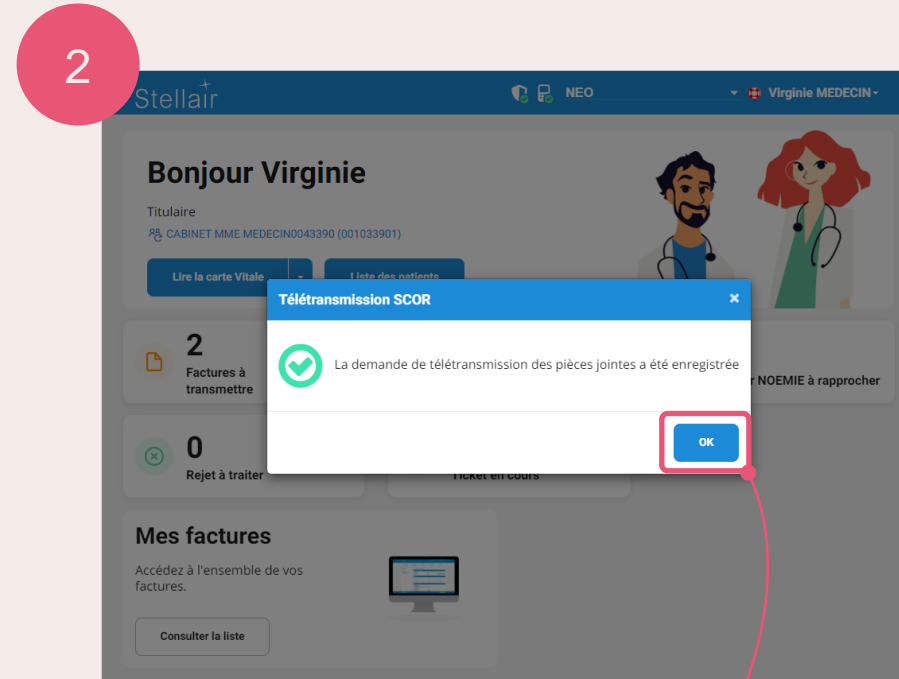 2
Stellair
NEO
Virginie MEDECIN
Bonjour Virginie
Titulaire
CABINET MME MEDECIN0043390 (001033901)
Lire la carte Vitale
Liste des patients
Télétransmission SCOR
×
La demande de télétransmission des pièces jointes a été enregistrée
OK
2
Factures à
transmettre
NOEMIE à rapprocher
0
Rejet à traiter
Ticket en cours
Mes factures
Accédez à l'ensemble de vos
factures.
Consulter la liste